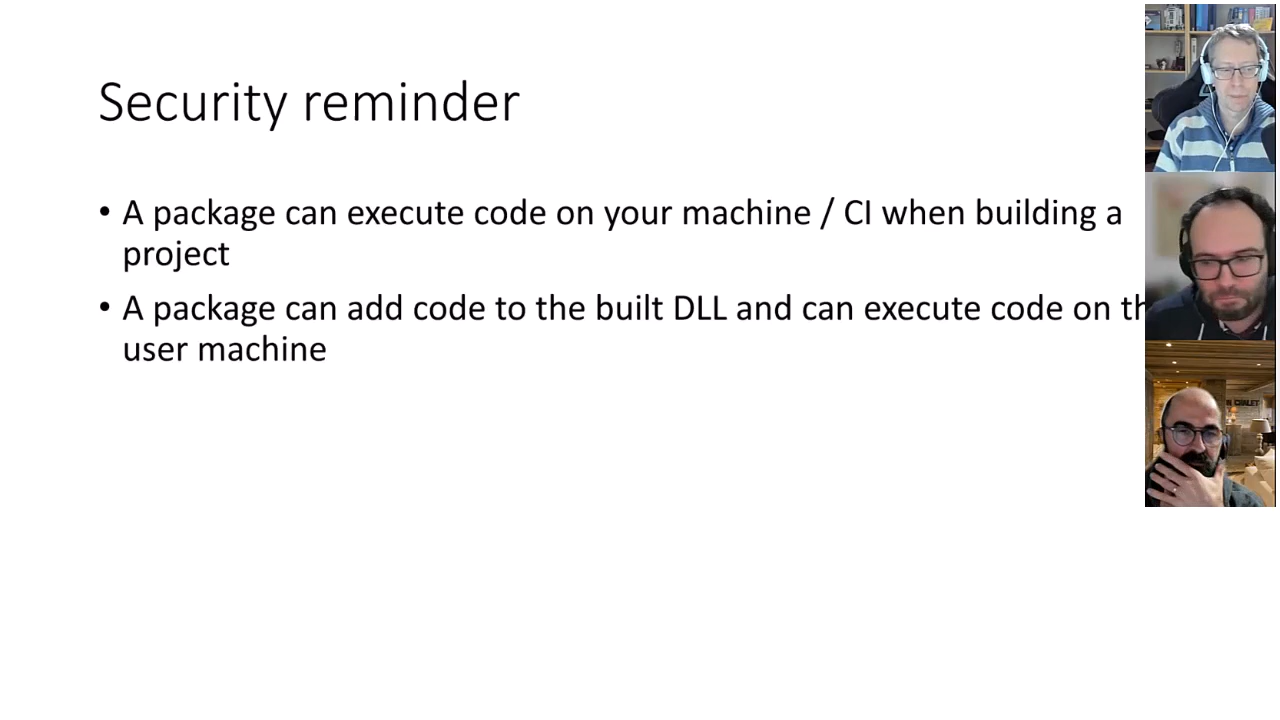 Security reminder
• A package can execute code on your machine / CI when building a
project
• A package can add code to the built DLL and can execute code on
user machine
CHALET